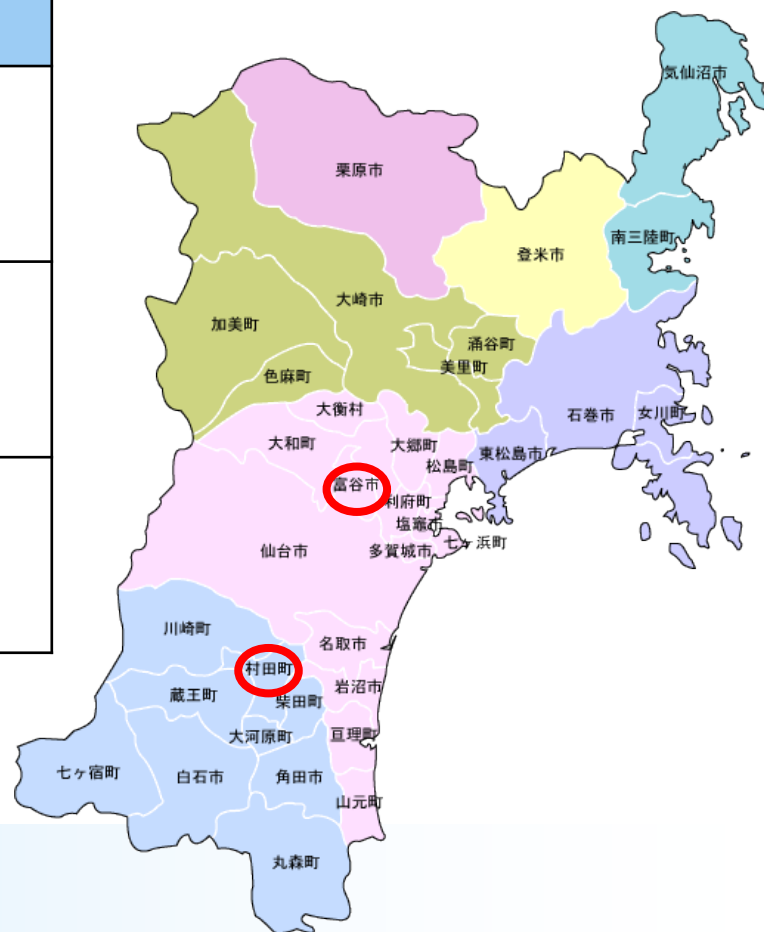 気仙沼市
栗原市
南三陸町
登米市
大崎市
加美町
涌谷町
美里町
色麻町
大衡村
石巻市
女川町
大和町
大郷町
東松島市
松島町
富谷市
利府町
塩竈市
七ヶ浜町
多賀城市
仙台市
川崎町
名取市
村田町
岩沼市
蔵王町
柴田町
大河原町
亘理町
七ヶ宿町
白石市
角田市
山元町
丸森町